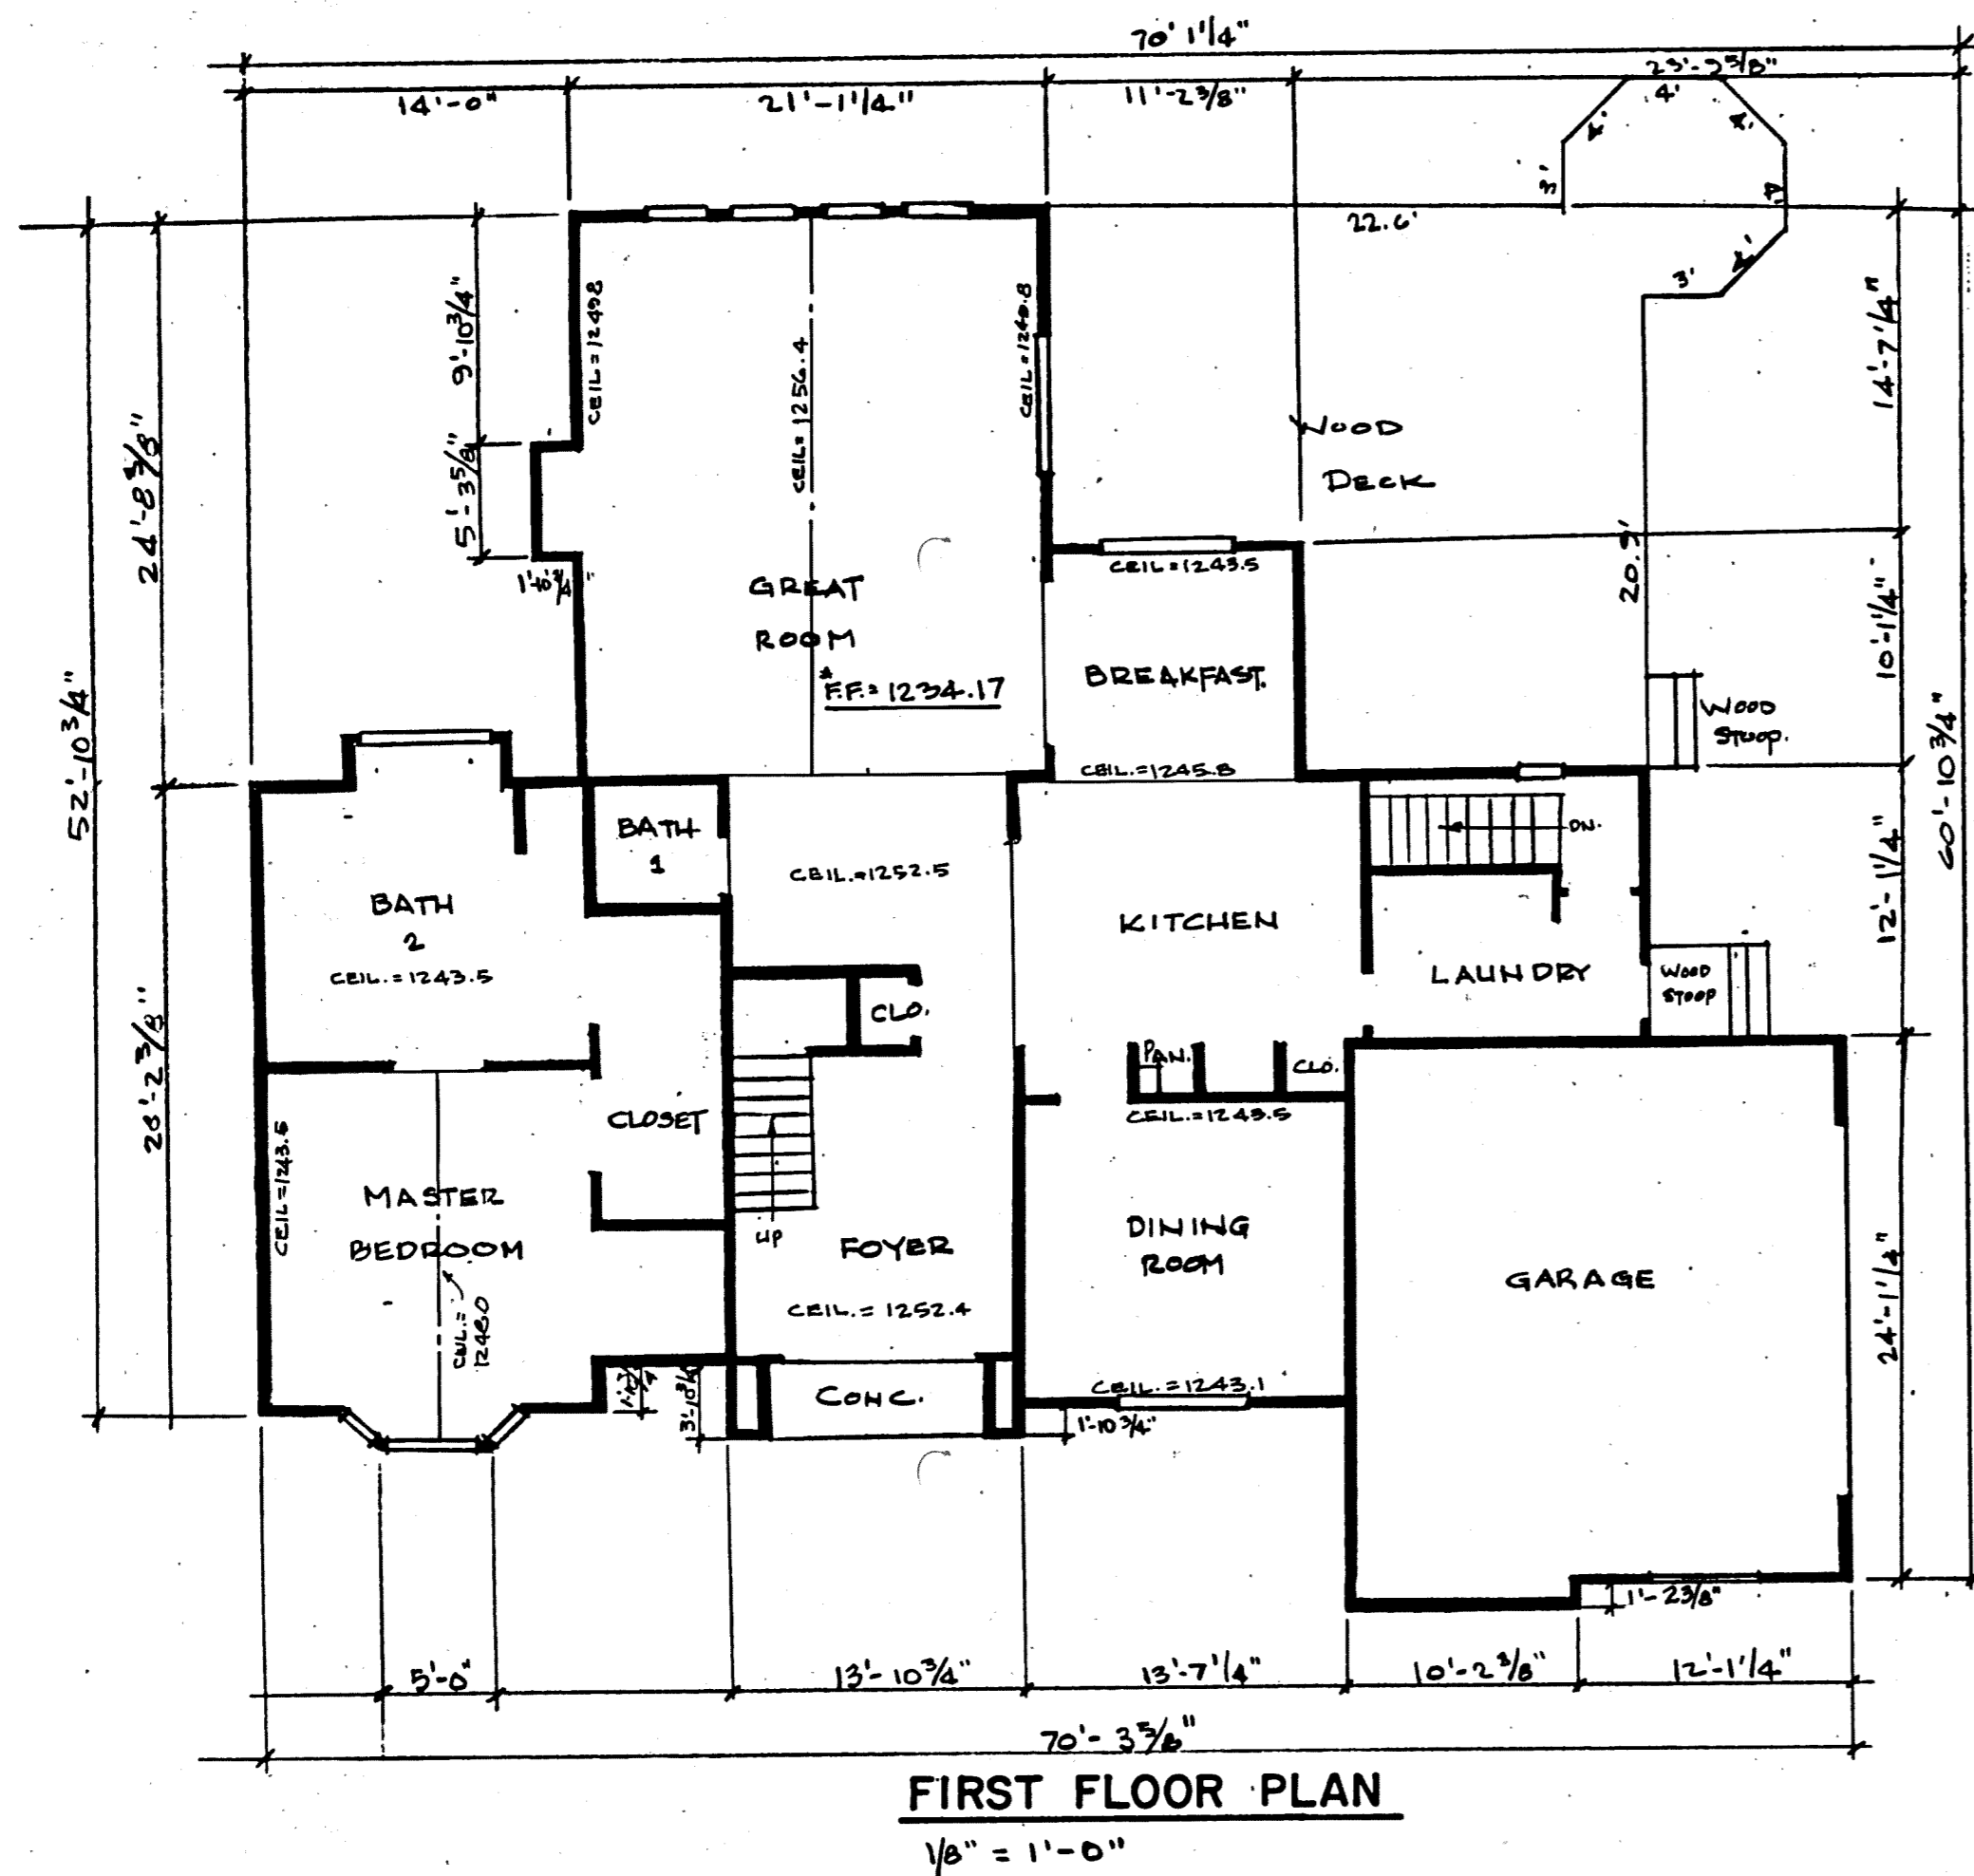 70' 1 1/4"
23'-9 5/8"
14'-0"
21'-1 1/4"
11'-2 3/8"
4'
4'
4'
3'
4'
22.6'
4'
3'
9'-10 3/4"
CEIL = 1249.8
CEIL = 1256.4
CEIL = 1249.8
14'-7 1/4"
WOOD
DECK
24'-8 3/8"
5'-3 5/8"
1'-10 3/4"
GREAT
ROOM
*F.F. = 1234.17
CEIL = 1243.5
20.9'
10'-1 1/4"
BREAKFAST.
WOOD
STOOP.
52'-10 3/4"
60'-10 3/4"
CEIL. = 1245.8
BATH
1
DN.
CEIL. = 1252.5
12'-1 1/4"
BATH
2
CEIL. = 1243.5
KITCHEN
LAUNDRY
WOOD
STOOP
CLO.
28'-2 3/8"
PAN.
CLO.
CLOSET
CEIL. = 1243.5
CEIL = 1243.5
MASTER
BEDROOM
UP
FOYER
DINING
ROOM
GARAGE
24'-1 1/4"
CEIL. = 1252.4
CEIL. =
3'-10 3/4"
CONC.
CEIL. = 1243.1
1'-10 3/4"
1'-2 3/8"
5'-0"
13'-10 3/4"
13'-7 1/4"
10'-2 3/8"
12'-1 1/4"
70'-3 5/8"
FIRST FLOOR PLAN
1/8" = 1'-0"